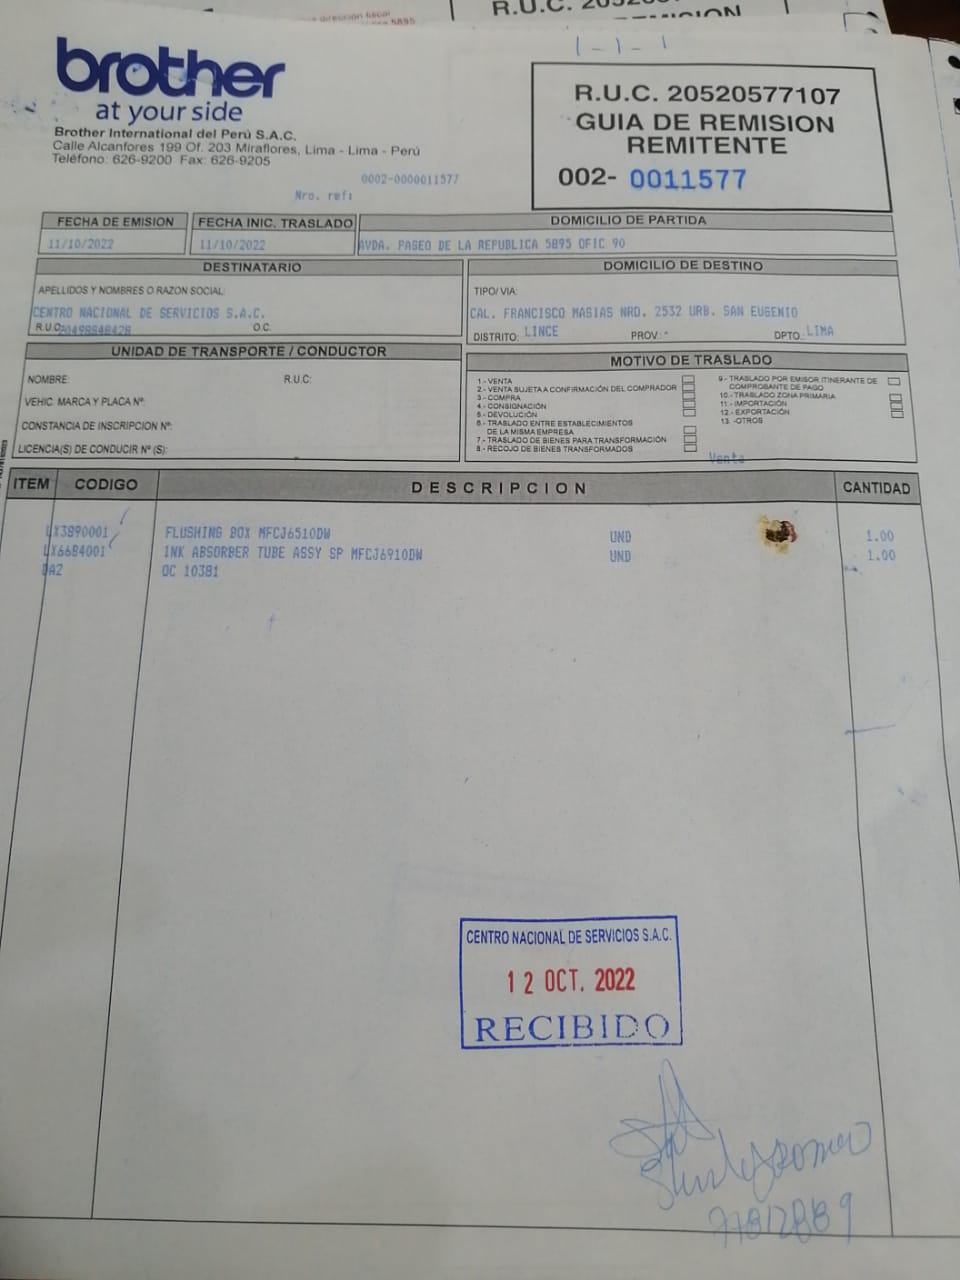 dirección fiscal
5895
R.U.C.
1-1-1
brother
at your side
Brother International del Perú S.A.C.
Calle Alcanfores 199 Of. 203 Miraflores, Lima - Lima - Perú
Teléfono: 626-9200 Fax: 626-9205
0002-0000011577
Nro. ref:
R.U.C. 20520577107
GUIA DE REMISION
REMITENTE
002- 0011577
FECHA DE EMISION
11/10/2022
FECHA INIC. TRASLADO
11/10/2022
DOMICILIO DE PARTIDA
AVDA. PASEO DE LA REPUBLICA 5895 OFIC 90
DESTINATARIO
APELLIDOS Y NOMBRES O RAZON SOCIAL:
CENTRO NACIONAL DE SERVICIOS S.A.C.
R.U.C. 20498848428 O.C.
DOMICILIO DE DESTINO
TIPO/ VIA:
CAL. FRANCISCO MASIAS NRO. 2532 URB. SAN EUGENIO
DISTRITO: LINCE PROV.: DPTO.: LIMA
UNIDAD DE TRANSPORTE / CONDUCTOR
NOMBRE: R.U.C:
VEHIC. MARCA Y PLACA Nº:
CONSTANCIA DE INSCRIPCION Nº:
LICENCIA(S) DE CONDUCIR Nº (S):
MOTIVO DE TRASLADO
1.- VENTA
2.- VENTA SUJETA A CONFIRMACIÓN DEL COMPRADOR
3.- COMPRA
4.- CONSIGNACIÓN
5.- DEVOLUCIÓN
6.- TRASLADO ENTRE ESTABLECIMIENTOS
DE LA MISMA EMPRESA
7.- TRASLADO DE BIENES PARA TRANSFORMACIÓN
8.- RECOJO DE BIENES TRANSFORMADOS
9.- TRASLADO POR EMISOR ITINERANTE DE
COMPROBANTE DE PAGO
10.- TRASLADO ZONA PRIMARIA
11.- IMPORTACIÓN
12.- EXPORTACIÓN
13. -OTROS
Venta
ITEM CODIGO DESCRIPCION CANTIDAD
LX3890001 FLUSHING BOX MFCJ6510DW UND 1.00
LX6684001 INK ABSORBER TUBE ASSY SP MFCJ6910DW UND 1.00
DA2 OC 10381
CENTRO NACIONAL DE SERVICIOS S.A.C.
12 OCT. 2022
RECIBIDO